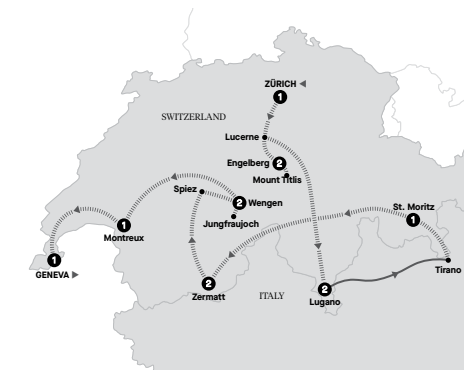 ZÜRICH
1
SWITZERLAND
Lucerne
Engelberg 2
Mount Titlis
Spiez
2 Wengen
Jungfraujoch
St. Moritz
1
1
Montreux
1
GENEVA
Tirano
2
Zermatt
ITALY
2
Lugano